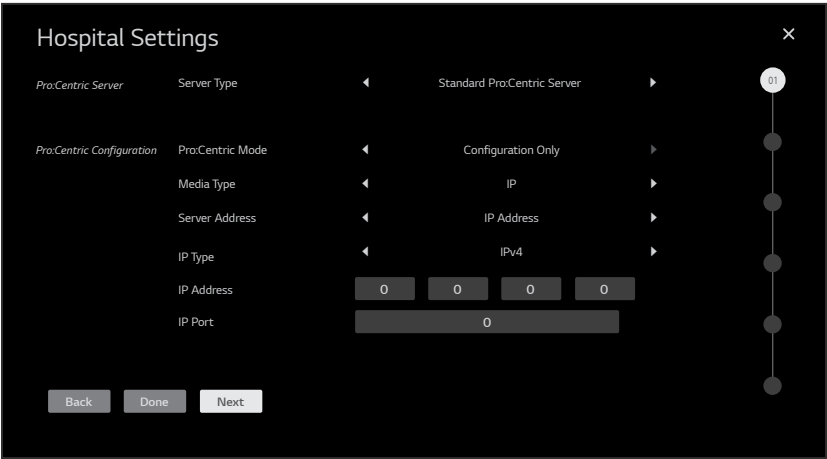 Hospital Settings
Pro:Centric Server Server Type Standard Pro:Centric Server 01
Pro:Centric Configuration Pro:Centric Mode Configuration Only
Media Type IP
Server Address IP Address
IP Type IPv4
IP Address 0 0 0 0
IP Port 0
Back Done Next